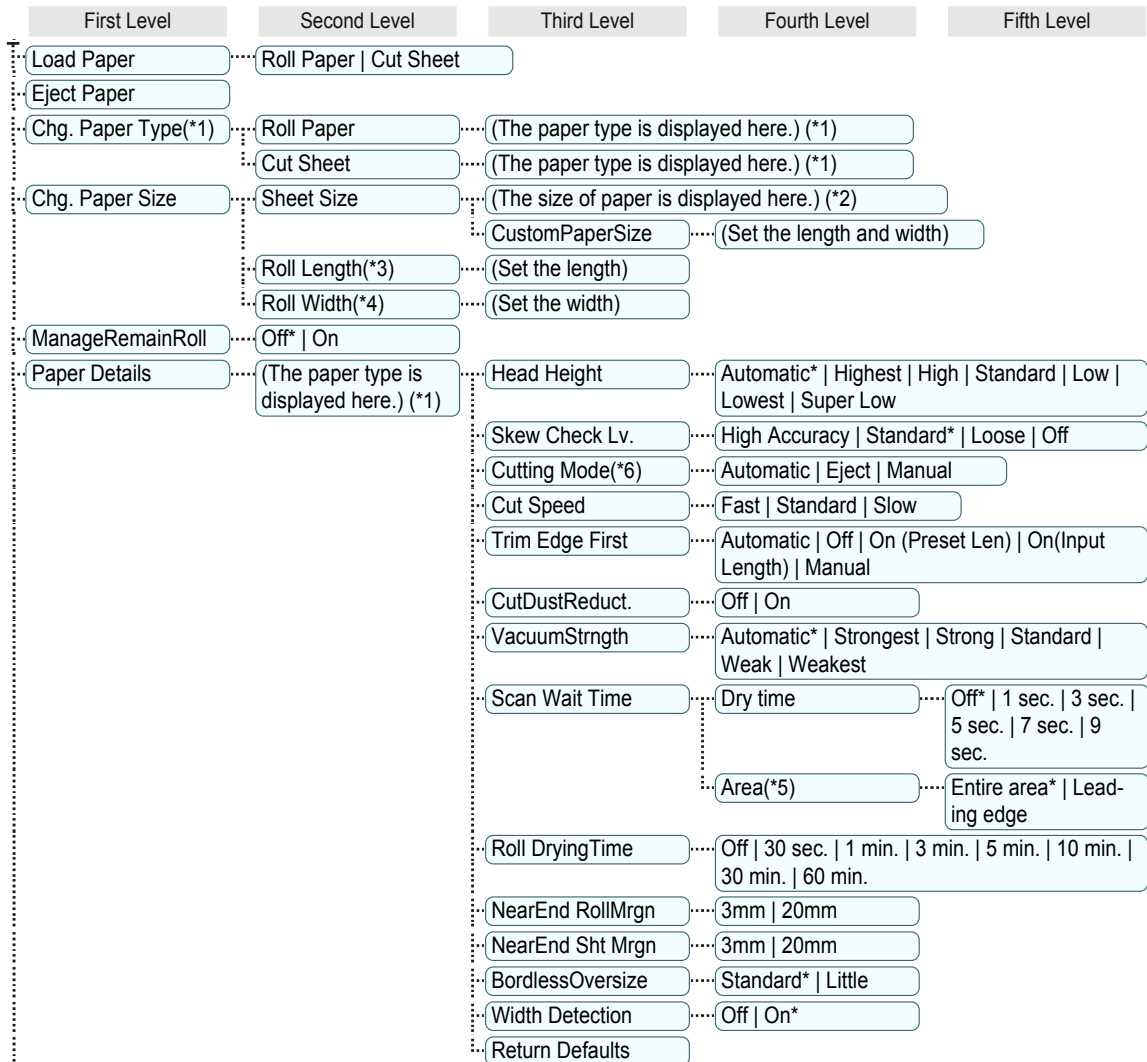 First Level Second Level Third Level Fourth Level Fifth Level
Load Paper Roll Paper | Cut Sheet
Eject Paper
Chg. Paper Type(*1) Roll Paper (The paper type is displayed here.) (*1)
Cut Sheet (The paper type is displayed here.) (*1)
Chg. Paper Size Sheet Size (The size of paper is displayed here.) (*2)
CustomPaperSize (Set the length and width)
Roll Length(*3) (Set the length)
Roll Width(*4) (Set the width)
ManageRemainRoll Off* | On
Paper Details (The paper type is
displayed here.) (*1)
Head Height Automatic* | Highest | High | Standard | Low |
Lowest | Super Low
Skew Check Lv. High Accuracy | Standard* | Loose | Off
Cutting Mode(*6) Automatic | Eject | Manual
Cut Speed Fast | Standard | Slow
Trim Edge First Automatic | Off | On (Preset Len) | On(Input
Length) | Manual
CutDustReduct. Off | On
VacuumStrngth Automatic* | Strongest | Strong | Standard |
Weak | Weakest
Scan Wait Time Dry time Off* | 1 sec. | 3 sec. |
5 sec. | 7 sec. | 9
sec.
Area(*5) Entire area* | Lead-
ing edge
Roll DryingTime Off | 30 sec. | 1 min. | 3 min. | 5 min. | 10 min. |
30 min. | 60 min.
NearEnd RollMrgn 3mm | 20mm
NearEnd Sht Mrgn 3mm | 20mm
BordlessOversize Standard* | Little
Width Detection Off | On*
Return Defaults